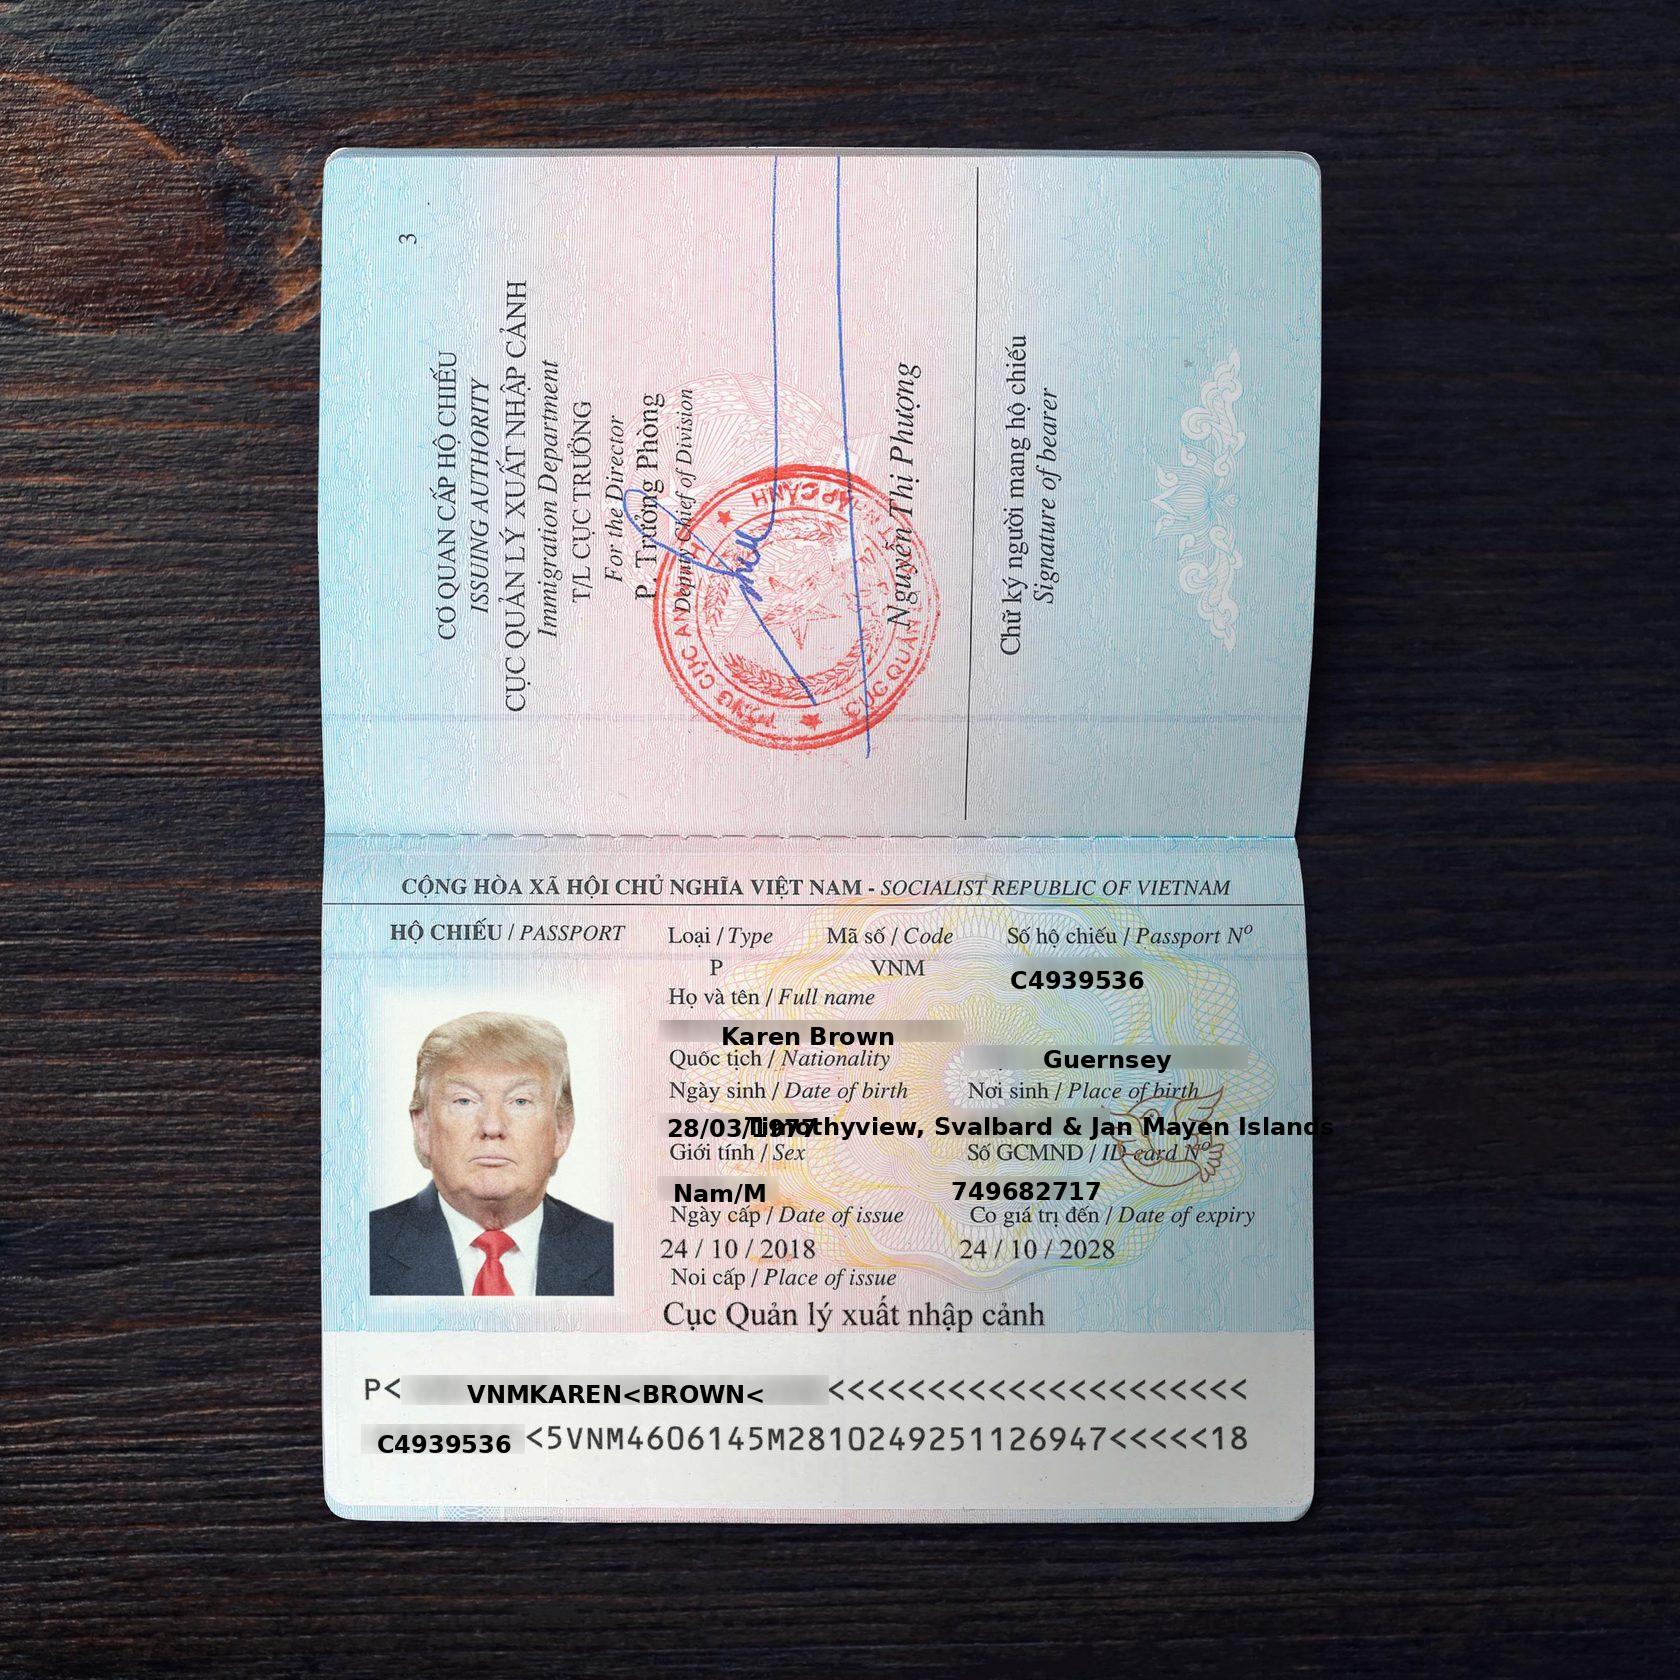 3
CƠ QUAN CẤP HỘ CHIẾU
ISSUING AUTHORITY
CỤC QUẢN LÝ XUẤT NHẬP CẢNH
Immigration Department
T/L CỤC TRƯỞNG
For the Director
P. Trưởng Phòng
Deputy Chief of Division
Nguyễn Thị Phượng
Chữ ký người mang hộ chiếu
Signature of bearer
CỘNG HÒA XÃ HỘI CHỦ NGHĨA VIỆT NAM - SOCIALIST REPUBLIC OF VIETNAM
HỘ CHIẾU / PASSPORT Loại / Type Mã số / Code Số hộ chiếu / Passport Nº
P VNM C4939536
Họ và tên / Full name
Karen Brown
Quốc tịch / Nationality Guernsey
Ngày sinh / Date of birth Nơi sinh / Place of birth
28/03/1977 Timothyview, Svalbard & Jan Mayen Islands
Giới tính / Sex Số GCMND / ID card Nº
Nam/M 749682717
Ngày cấp / Date of issue Co giá trị đến / Date of expiry
24 / 10 / 2018 24 / 10 / 2028
Noi cấp / Place of issue
Cục Quản lý xuất nhập cảnh
P<VNMKAREN<BROWN<<<<<<<<<<<<<<<<<<<<<<
C4939536<5VNM4606145M2810249251126947<<<<<18